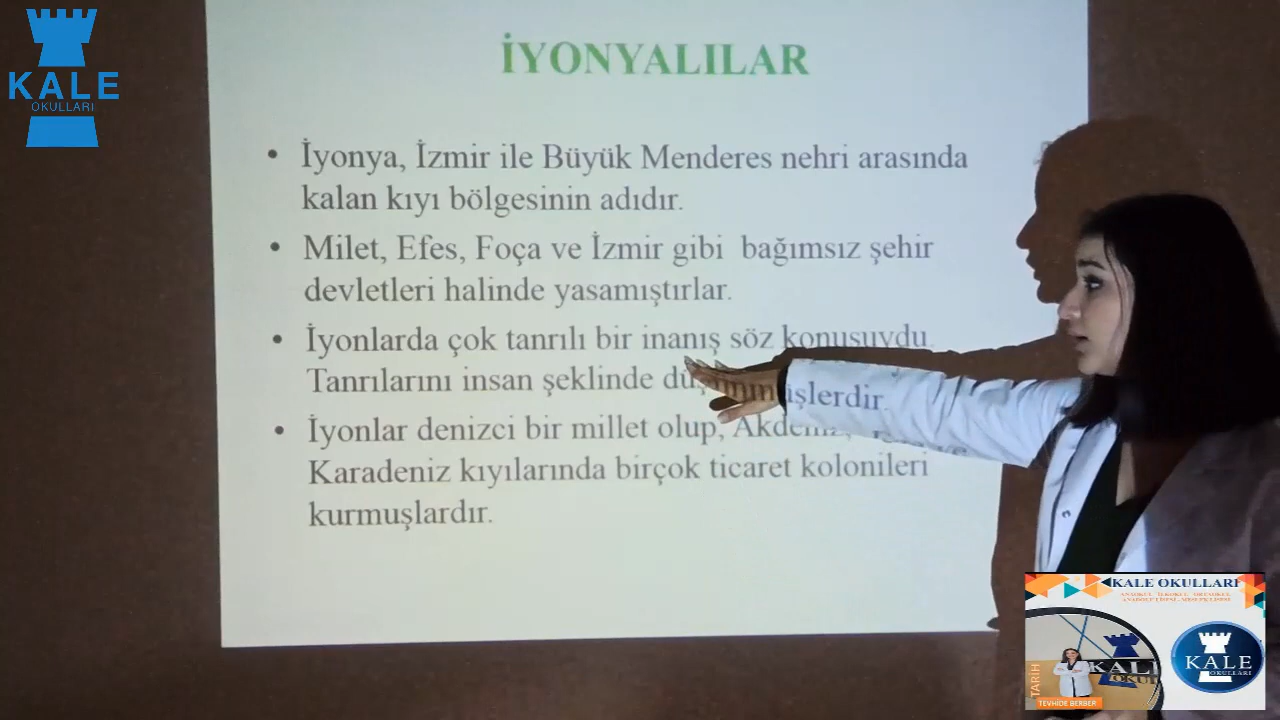 KALE
OKULLARI
İYONYALILAR
• İyonya, İzmir ile Büyük Menderes nehri arasında
kalan kıyı bölgesinin adıdır.
• Milet, Efes, Foça ve İzmir gibi bağımsız şehir
devletleri halinde yasamıştırlar.
• İyonlarda çok tanrılı bir inanış söz konusuydu.
Tanrılarını insan şeklinde
• İyonlar denizci bir millet olup,
Karadeniz kıyılarında birçok ticaret kolonileri
kurmuşlardır.
KALE OKULLARI
KALE
OKULLARI
TARİH
TEVHİDE BERBER